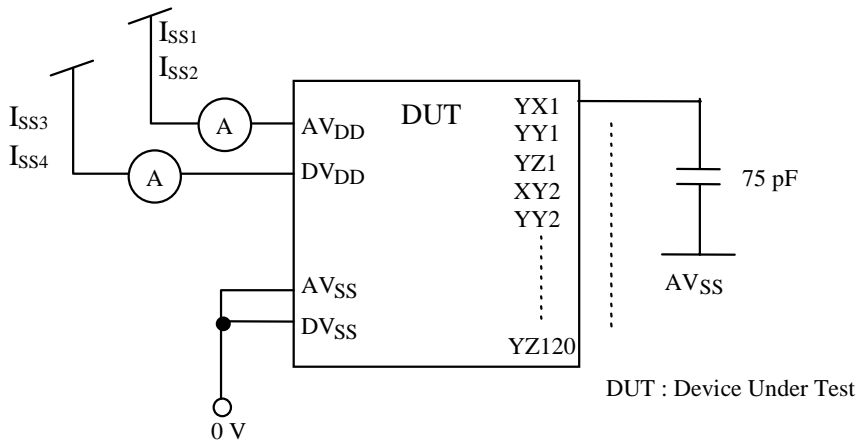 ISS1
ISS2
ISS3
ISS4
A
A
AVDD
DVDD
AVSS
DVSS
0 V
DUT
YX1
YY1
YZ1
XY2
YY2
YZ120
75 pF
AVSS
DUT : Device Under Test